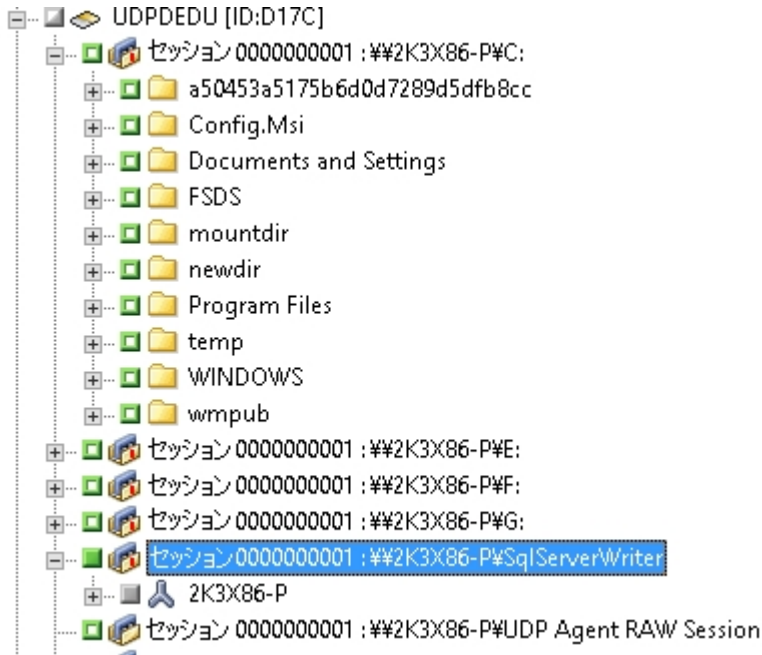 UDPDEDU [ID:D17C]
セッション 0000000001 : ¥¥2K3X86-P¥C:
a50453a5175b6d0d7289d5dfb8cc
Config.Msi
Documents and Settings
FSDS
mountdir
newdir
Program Files
temp
WINDOWS
wmpub
セッション 0000000001 : ¥¥2K3X86-P¥E:
セッション 0000000001 : ¥¥2K3X86-P¥F:
セッション 0000000001 : ¥¥2K3X86-P¥G:
セッション 0000000001 : ¥¥2K3X86-P¥SqlServerWriter
2K3X86-P
セッション 0000000001 : ¥¥2K3X86-P¥UDP Agent RAW Session